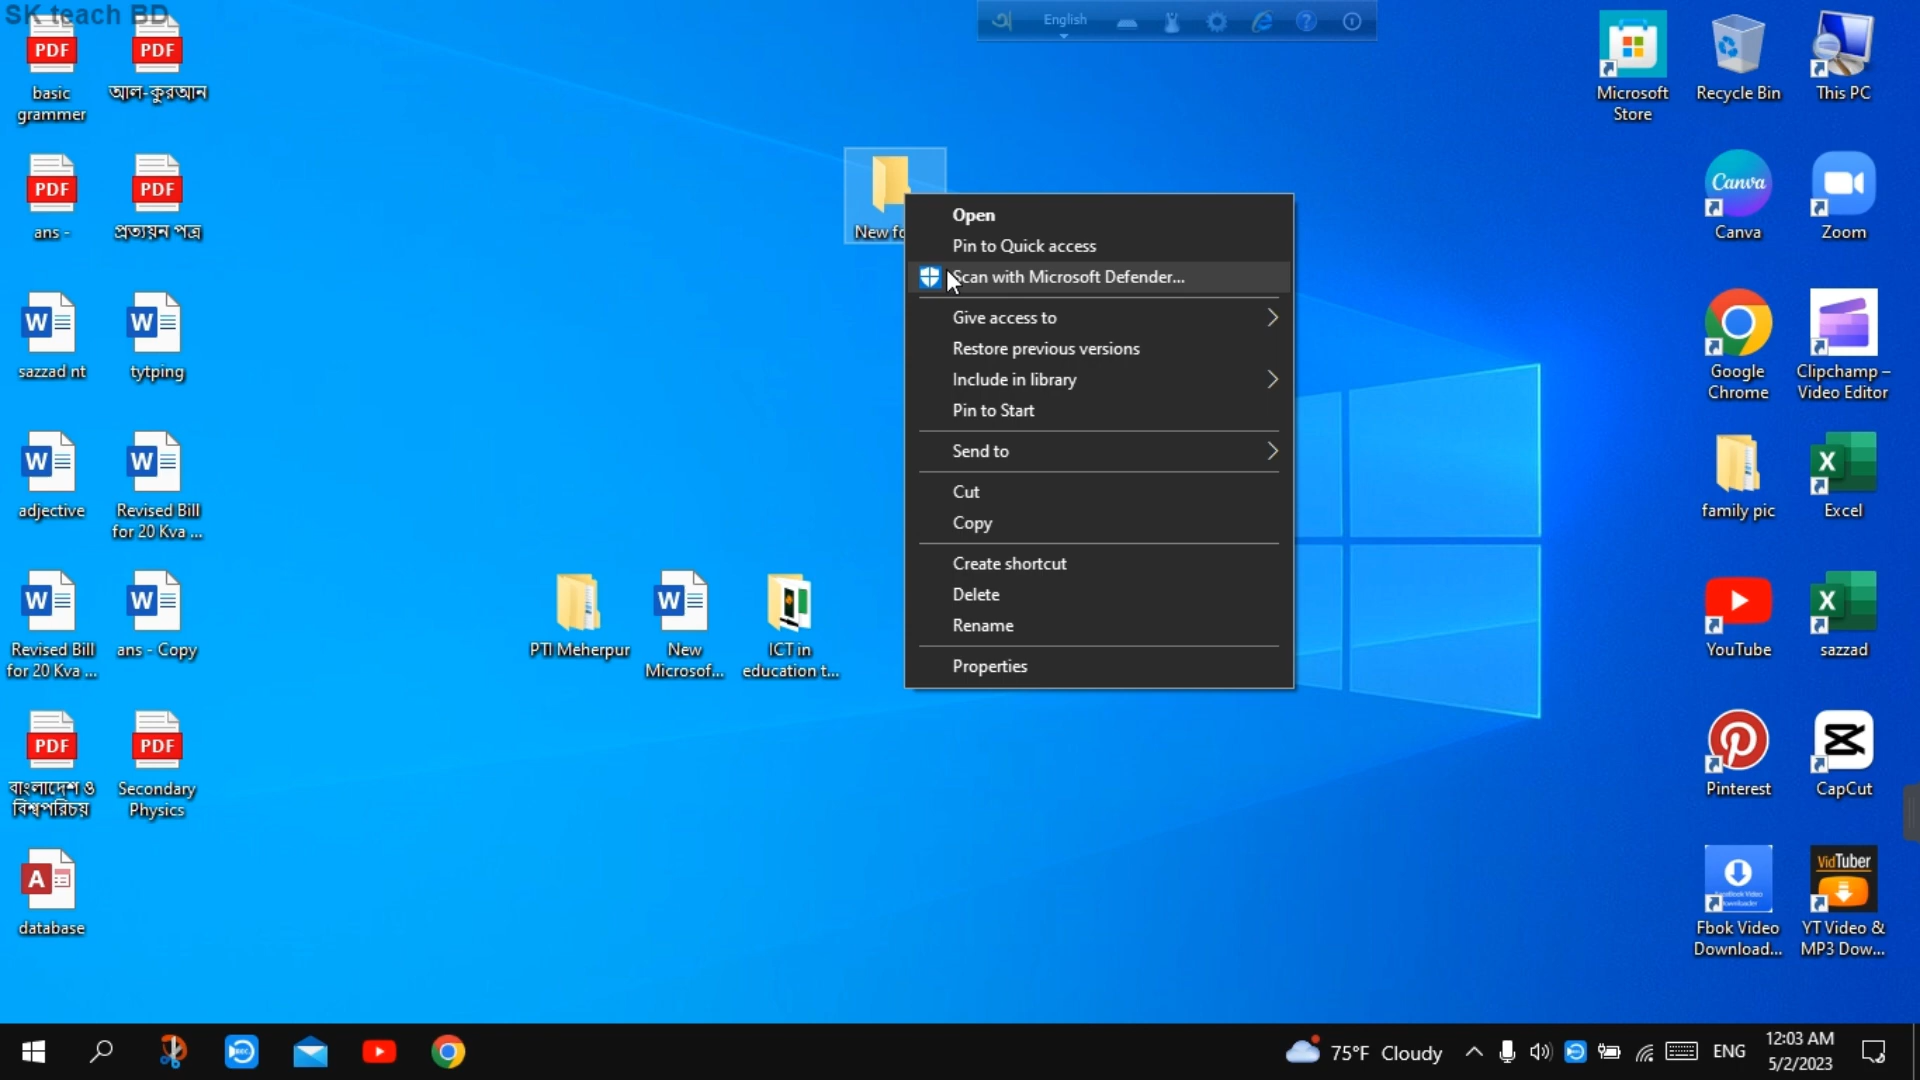 SK teach BD
English
PDF
basic
grammer
PDF
আল-কুরআন
Microsoft
Store
Recycle Bin
This PC
PDF
ans -
PDF
প্রত্যয়ন পত্র
New fo
Canva
Canva
Zoom
Open
Pin to Quick access
Scan with Microsoft Defender...
Give access to
Restore previous versions
Include in library
Pin to Start
Send to
Cut
Copy
Create shortcut
Delete
Rename
Properties
W
sazzad nt
W
tytping
Google
Chrome
Clipchamp –
Video Editor
W
adjective
W
Revised Bill
for 20 Kva ...
family pic
X
Excel
W
Revised Bill
for 20 Kva ...
W
ans - Copy
PTI Meherpur
W
New
Microsof...
ICT in
education t...
YouTube
X
sazzad
PDF
বাংলাদেশ ও
বিশ্বপরিচয়
PDF
Secondary
Physics
Pinterest
CapCut
A
database
Fbok Video
Download...
VidTuber
YT Video &
MP3 Dow...
REC
75°F Cloudy
ENG
12:03 AM
5/2/2023